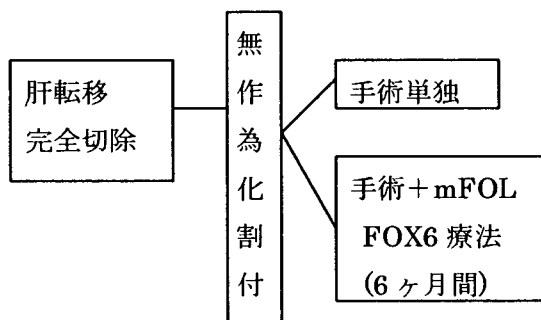 肝転移
完全切除
無作為化割付
手術単独
手術＋mFOL
FOX6 療法
(6 ヶ月間)